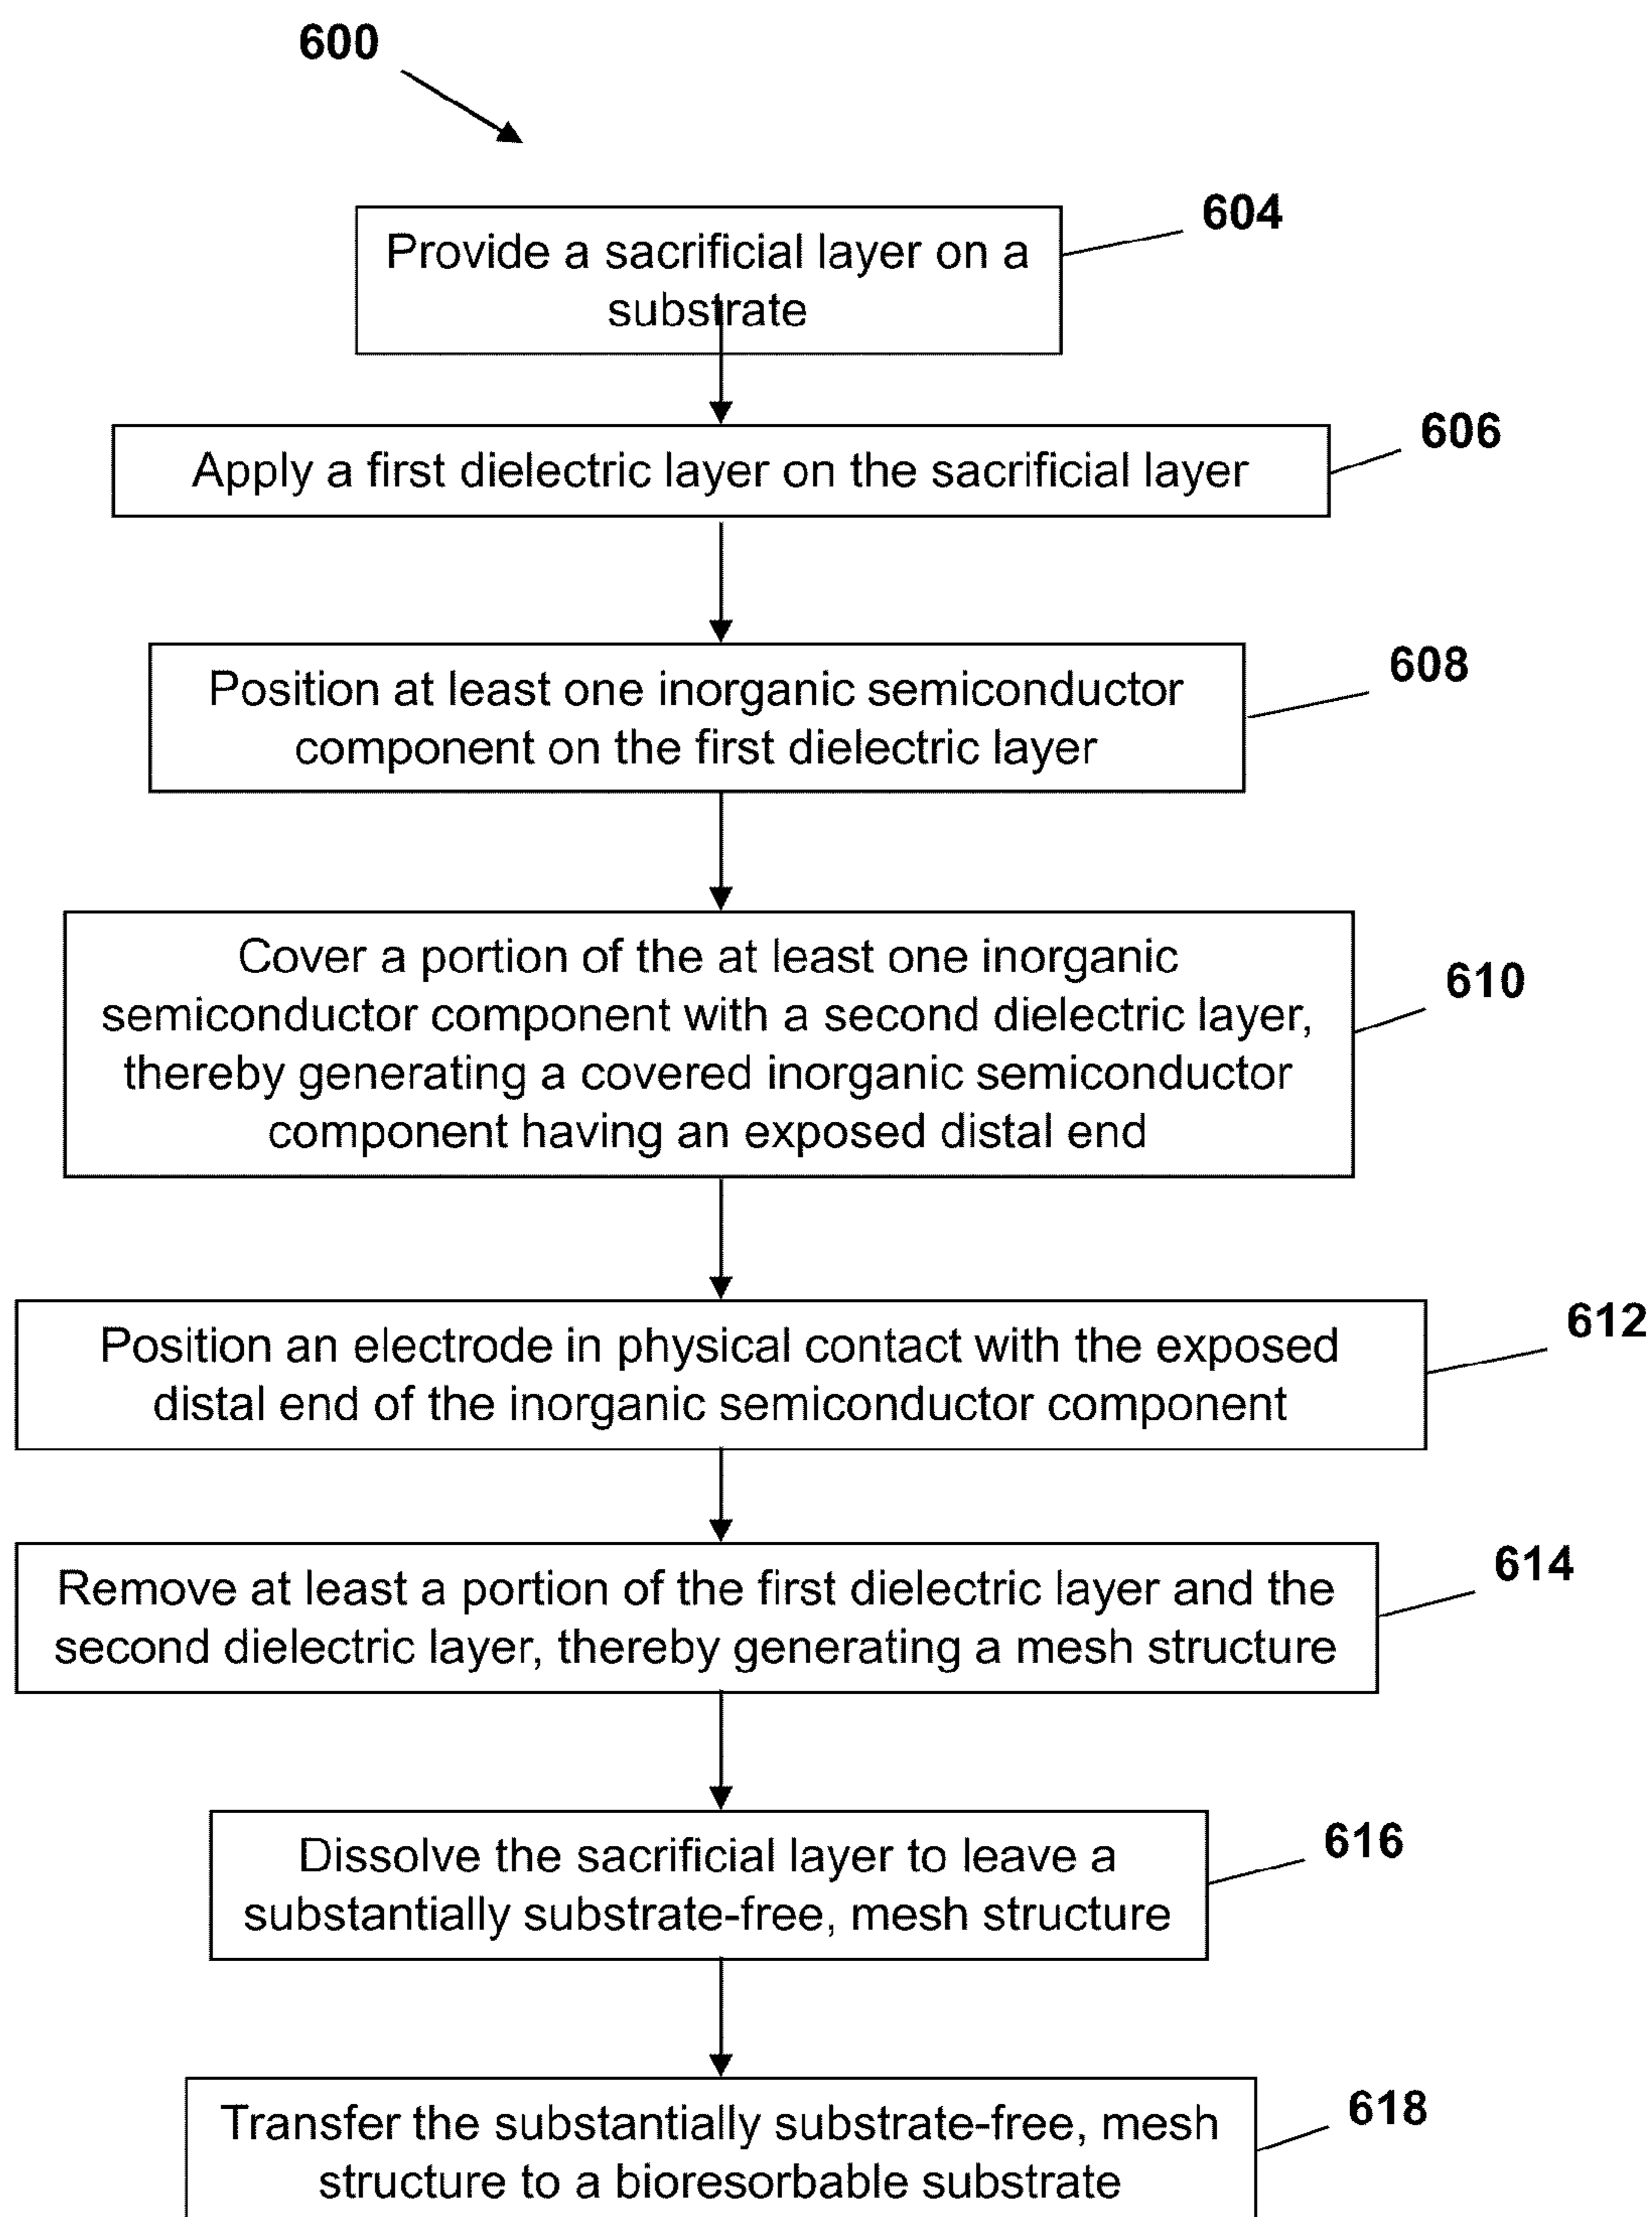 600
604
Provide a sacrificial layer on a
substrate
606
Apply a first dielectric layer on the sacrificial layer
608
Position at least one inorganic semiconductor
component on the first dielectric layer
610
Cover a portion of the at least one inorganic
semiconductor component with a second dielectric layer,
thereby generating a covered inorganic semiconductor
component having an exposed distal end
612
Position an electrode in physical contact with the exposed
distal end of the inorganic semiconductor component
614
Remove at least a portion of the first dielectric layer and the
second dielectric layer, thereby generating a mesh structure
616
Dissolve the sacrificial layer to leave a
substantially substrate-free, mesh structure
618
Transfer the substantially substrate-free, mesh
structure to a bioresorbable substrate